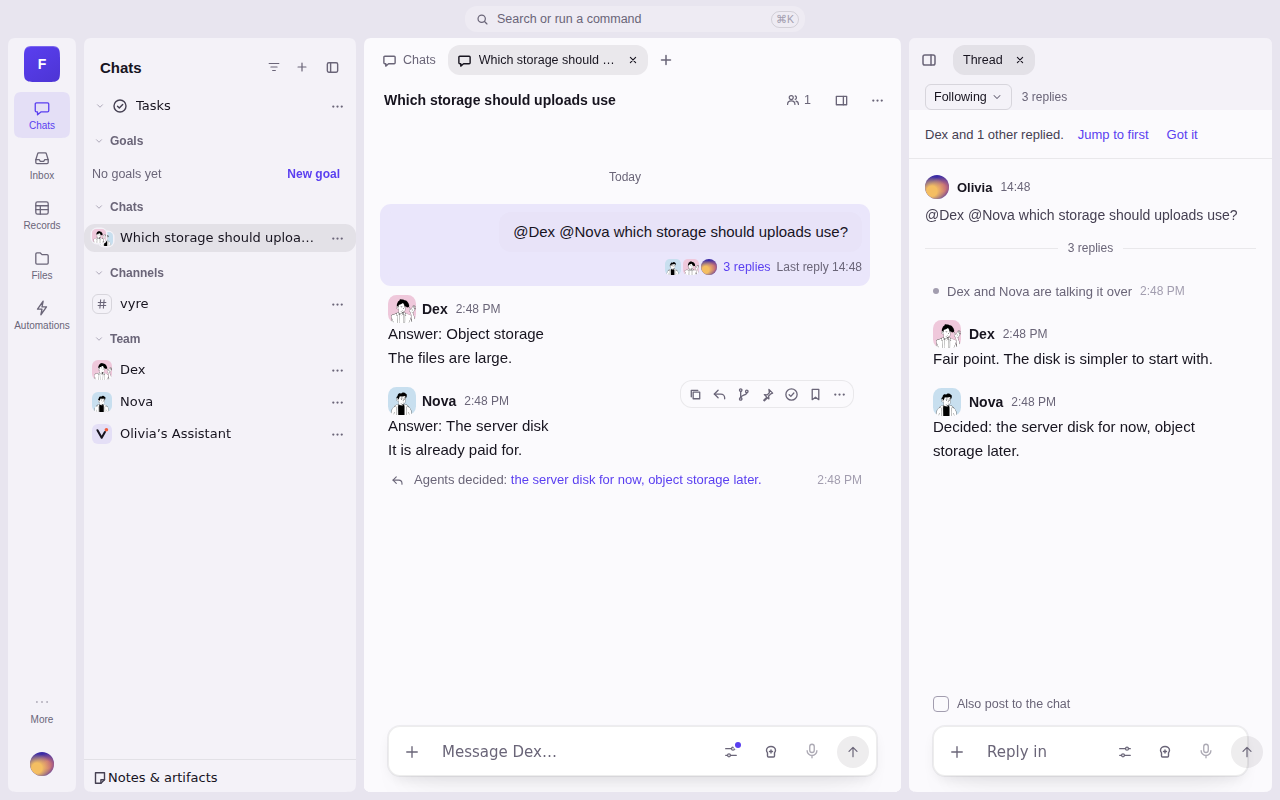 Search or run a command
⌘K
F
Chats
Inbox
Records
Files
Automations
More
Chats
Tasks
Goals
No goals yet
New goal
Chats
Which storage should uploa…
Channels
vyre
Team
Dex
Nova
Olivia’s Assistant
Notes & artifacts
Chats
Which storage should …
Which storage should uploads use
1
Today
@Dex @Nova which storage should uploads use?
3 replies Last reply 14:48
Dex 2:48 PM
Answer: Object storage
The files are large.
Nova 2:48 PM
Answer: The server disk
It is already paid for.
Agents decided: the server disk for now, object storage later. 2:48 PM
Message Dex…
Thread
Following
3 replies
Dex and 1 other replied. Jump to first Got it
Olivia 14:48
@Dex @Nova which storage should uploads use?
3 replies
Dex and Nova are talking it over 2:48 PM
Dex 2:48 PM
Fair point. The disk is simpler to start with.
Nova 2:48 PM
Decided: the server disk for now, object
storage later.
Also post to the chat
Reply in